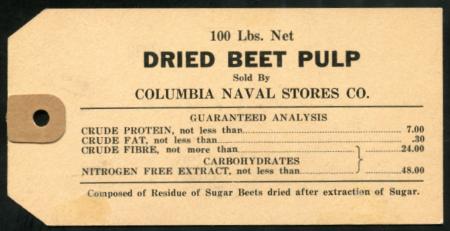 100 Lbs. Net
DRIED BEET PULP
Sold By
COLUMBIA NAVAL STORES CO.
GUARANTEED ANALYSIS
CRUDE PROTEIN, not less than 7.00
CRUDE FAT, not less than .30
CRUDE FIBRE, not more than 24.00
CARBOHYDRATES
NITROGEN FREE EXTRACT, not less than 48.00
Composed of Residue of Sugar Beets dried after extraction of Sugar.